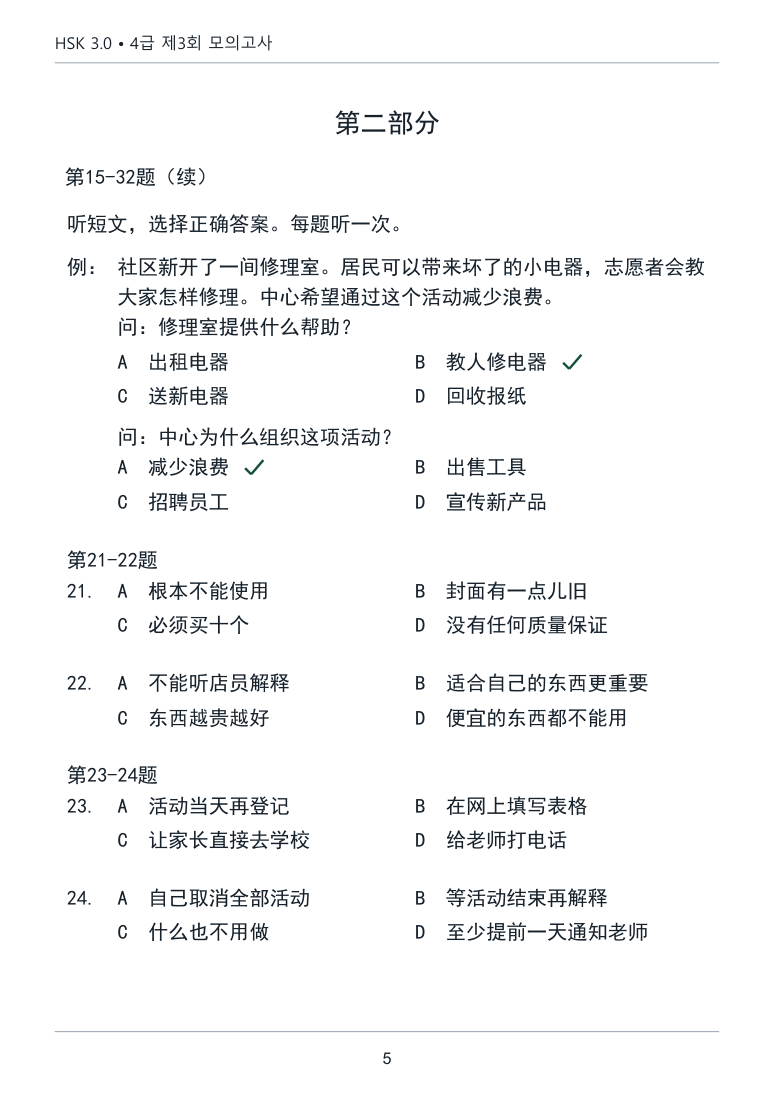 HSK 3.0 • 4급 제3회 모의고사
第二部分
第15-32题（续）
听短文，选择正确答案。每题听一次。
例： 社区新开了一间修理室。居民可以带来坏了的小电器，志愿者会教
大家怎样修理。中心希望通过这个活动减少浪费。
问：修理室提供什么帮助？
A 出租电器 B 教人修电器 ✓
C 送新电器 D 回收报纸
问：中心为什么组织这项活动？
A 减少浪费 ✓ B 出售工具
C 招聘员工 D 宣传新产品
第21-22题
21. A 根本不能使用 B 封面有一点儿旧
C 必须买十个 D 没有任何质量保证
22. A 不能听店员解释 B 适合自己的东西更重要
C 东西越贵越好 D 便宜的东西都不能用
第23-24题
23. A 活动当天再登记 B 在网上填写表格
C 让家长直接去学校 D 给老师打电话
24. A 自己取消全部活动 B 等活动结束再解释
C 什么也不用做 D 至少提前一天通知老师
5